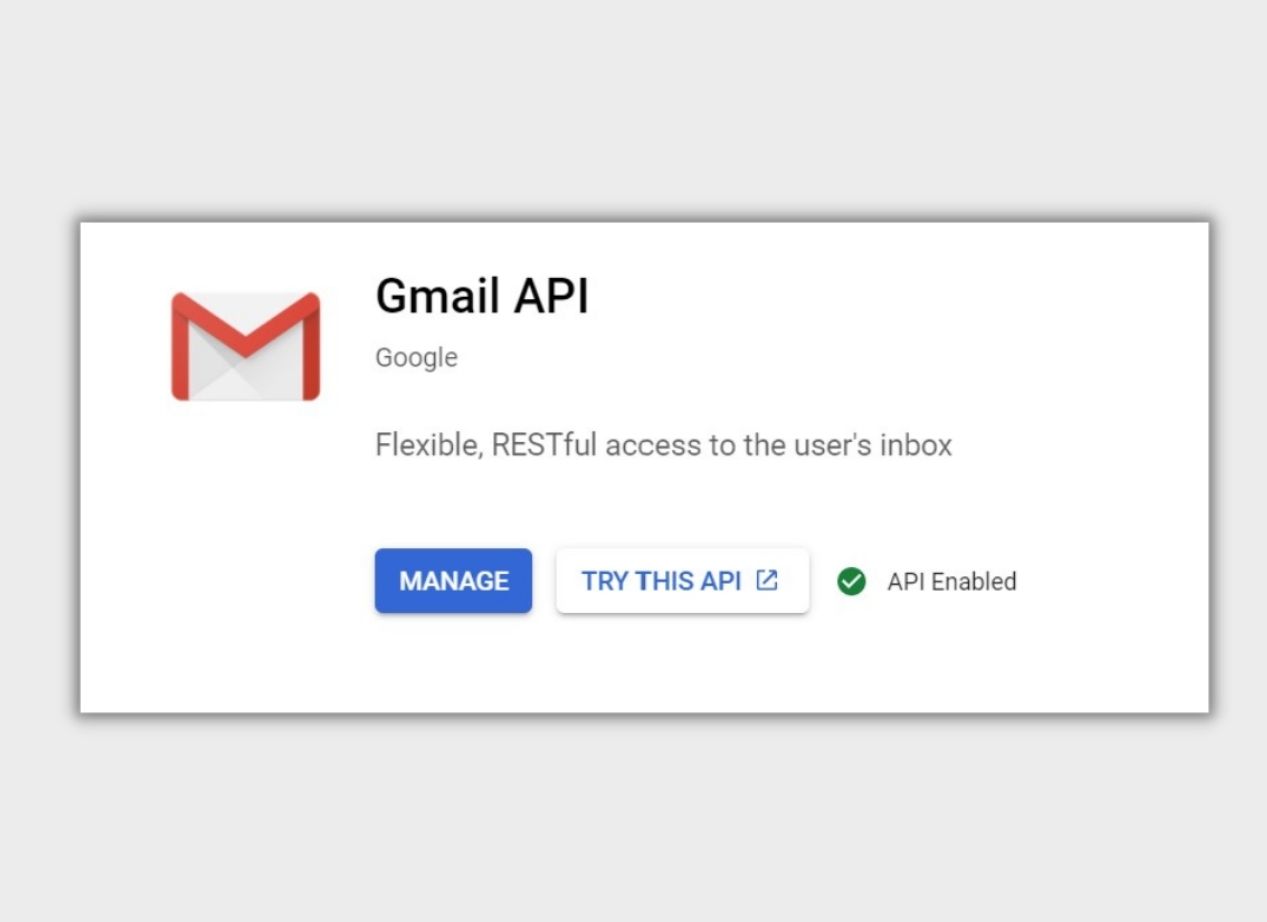 Gmail API
Google
Flexible, RESTful access to the user's inbox
MANAGE
TRY THIS API
API Enabled